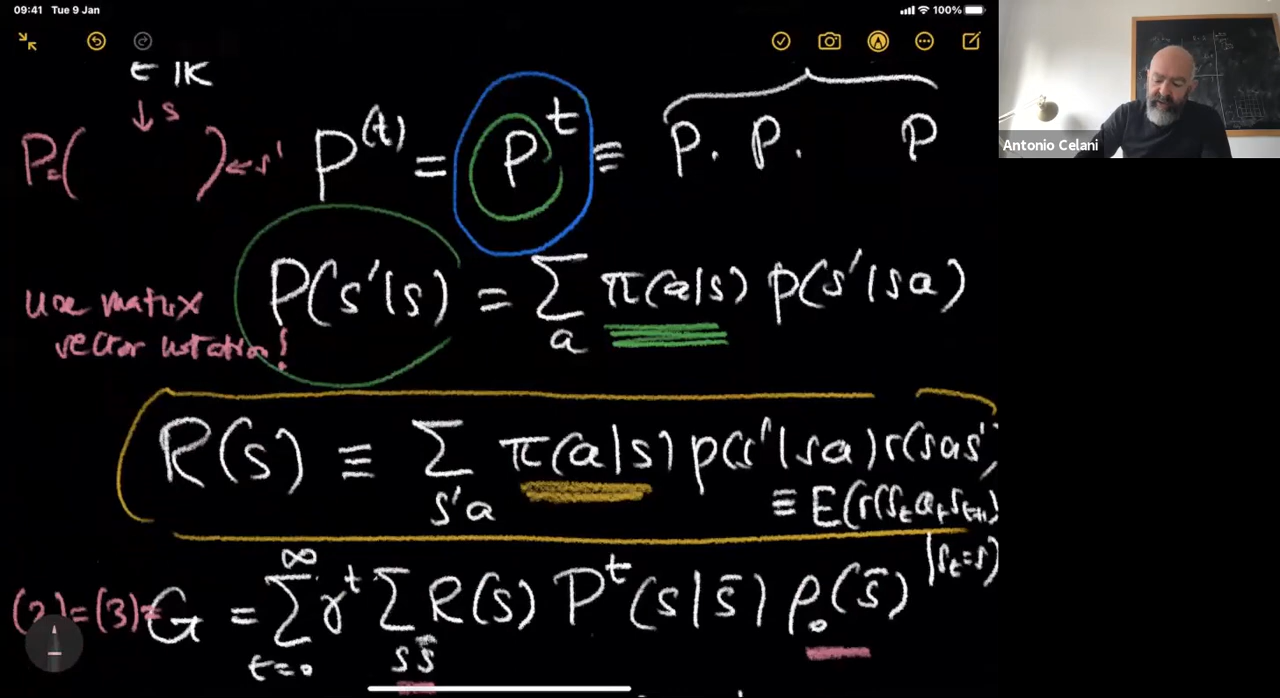 09:41 Tue 9 Jan 100%
Antonio Celani
∈ IK
↓ s
P=( )←s' P^(t) = P^t ≡ P. P. P
P(s'|s) = Σ_a π(a|s) p(s'|sa)
use matrix
vector notation!
R(s) ≡ Σ_{s'a} π(a|s) p(s'|sa) r(sas')
≡ E(r(s_t a_t s_{t+1})
|s_t=s)
(2)=(3)= G = Σ_{t=0}^∞ γ^t Σ_{s s̄} R(s) P^t(s|s̄) ρ_0(s̄)